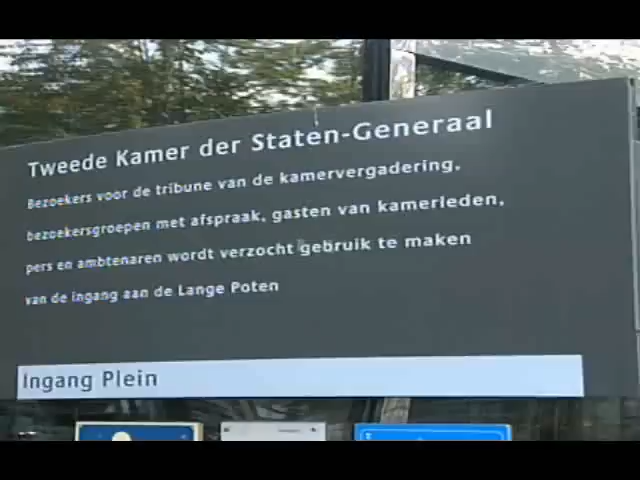 Tweede Kamer der Staten-Generaal
Bezoekers voor de tribune van de kamervergadering,
bezoekersgroepen met afspraak, gasten van kamerleden,
pers en ambtenaren wordt verzocht gebruik te maken
van de ingang aan de Lange Poten
Ingang Plein